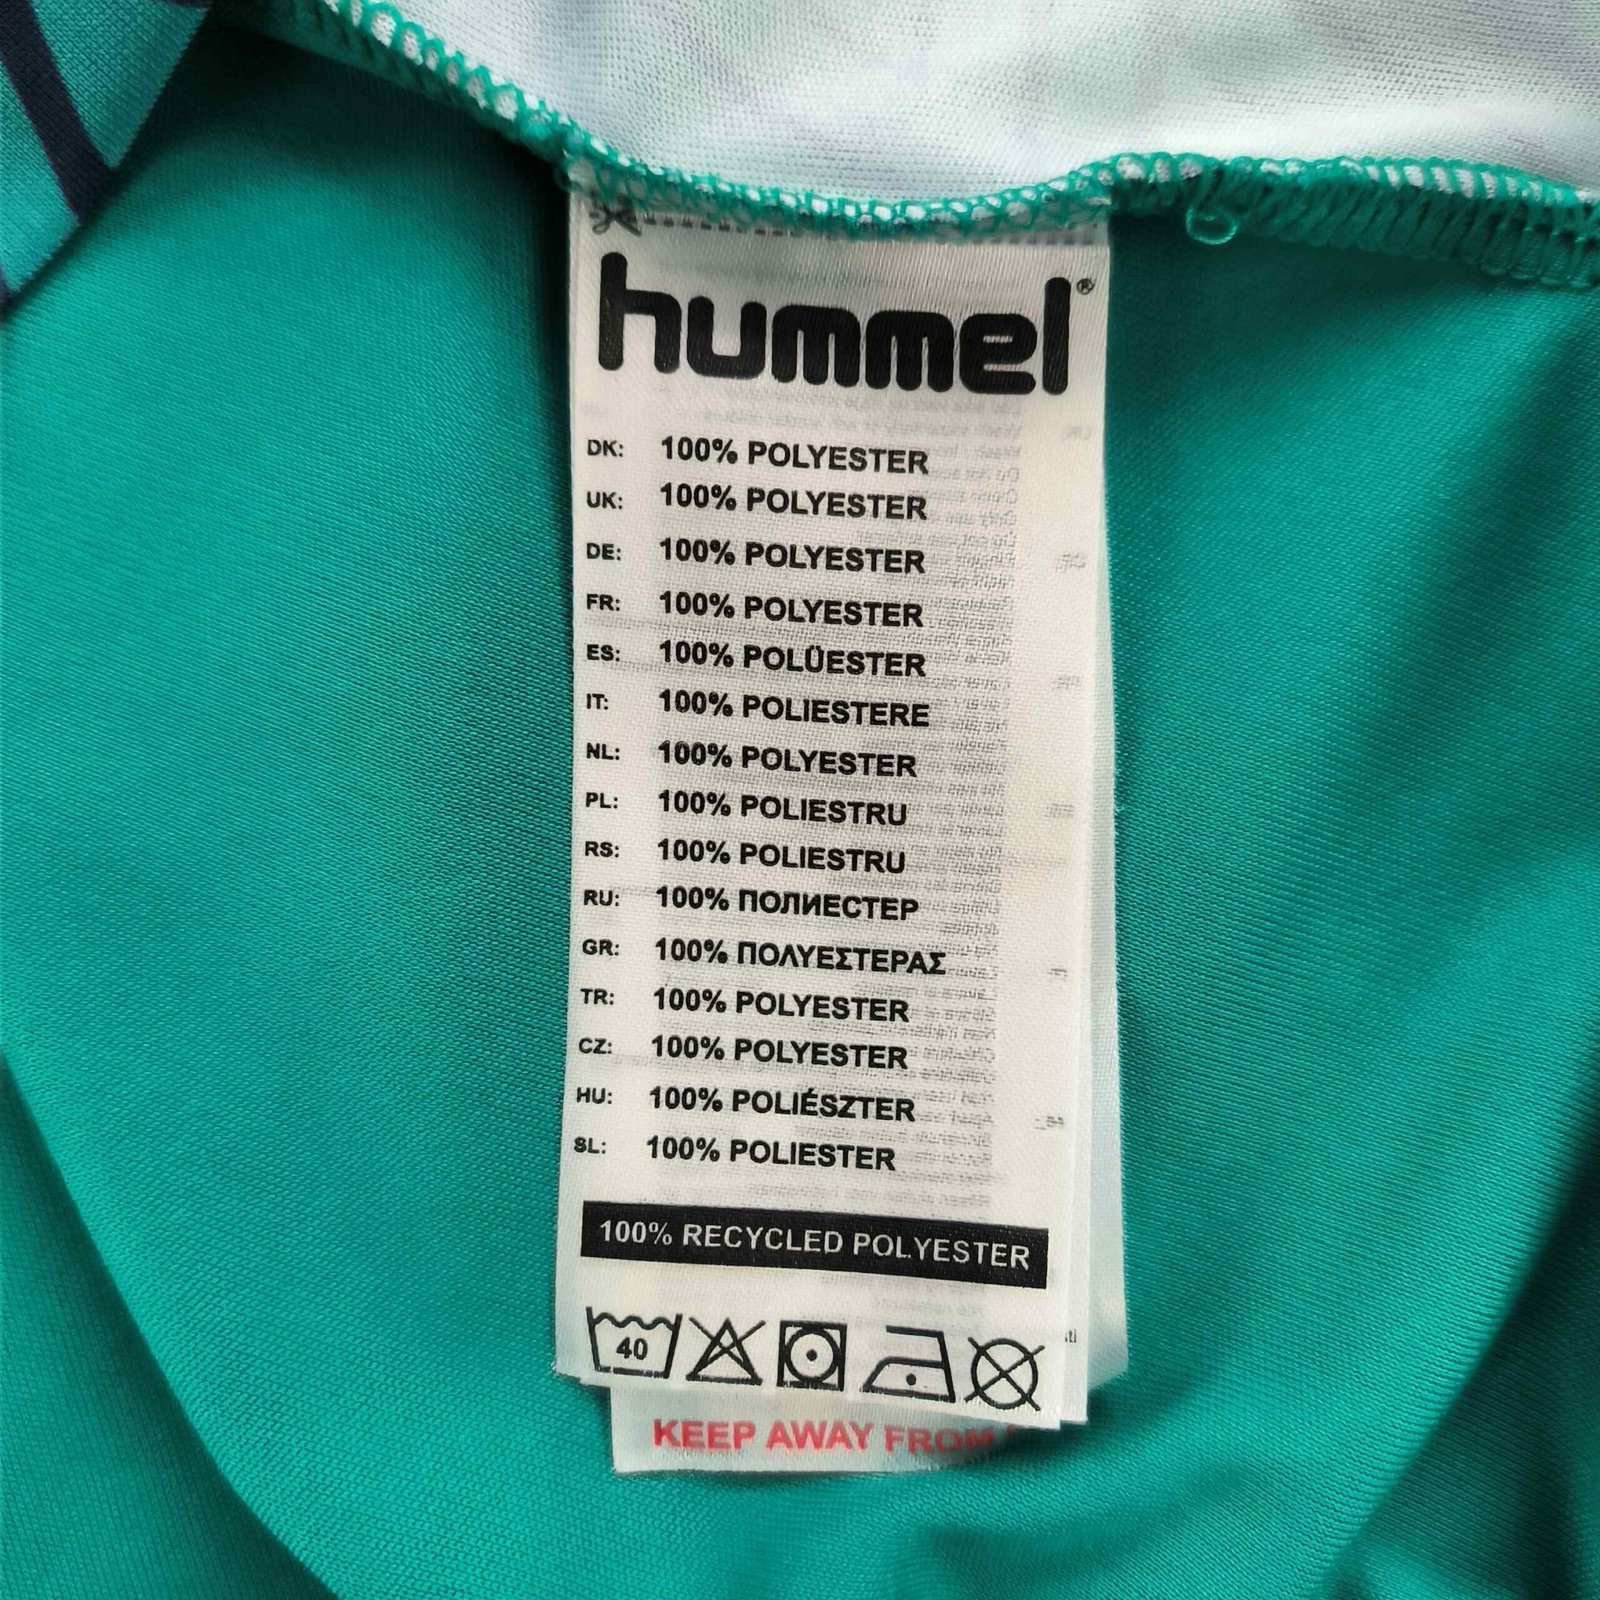 hummel®
DK: 100% POLYESTER
UK: 100% POLYESTER
DE: 100% POLYESTER
FR: 100% POLYESTER
ES: 100% POLÜESTER
IT: 100% POLIESTERE
NL: 100% POLYESTER
PL: 100% POLIESTRU
RS: 100% POLIESTRU
RU: 100% ПОЛИЕСТЕР
GR: 100% ΠΟΛΥΕΣΤΕΡΑΣ
TR: 100% POLYESTER
CZ: 100% POLYESTER
HU: 100% POLIÉSZTER
SL: 100% POLIESTER
100% RECYCLED POLYESTER
40
KEEP AWAY FROM